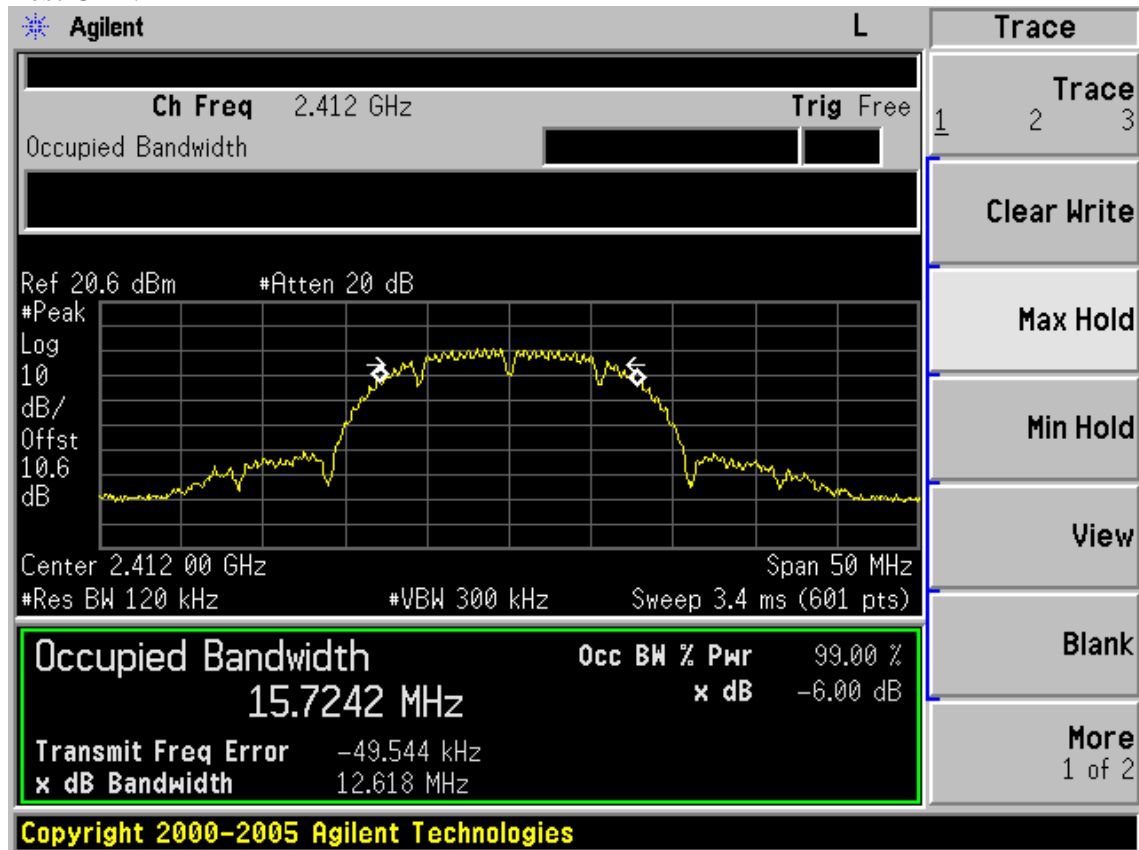 Agilent L Trace
Ch Freq 2.412 GHz Trig Free
Occupied Bandwidth
Trace
1 2 3
Clear Write
Max Hold
Min Hold
View
Blank
More
1 of 2
Ref 20.6 dBm #Atten 20 dB
#Peak
Log
10
dB/
Offst
10.6
dB
Center 2.412 00 GHz Span 50 MHz
#Res BW 120 kHz #VBW 300 kHz Sweep 3.4 ms (601 pts)
Occupied Bandwidth Occ BW % Pwr 99.00 %
15.7242 MHz x dB -6.00 dB
Transmit Freq Error -49.544 kHz
x dB Bandwidth 12.618 MHz
Copyright 2000-2005 Agilent Technologies